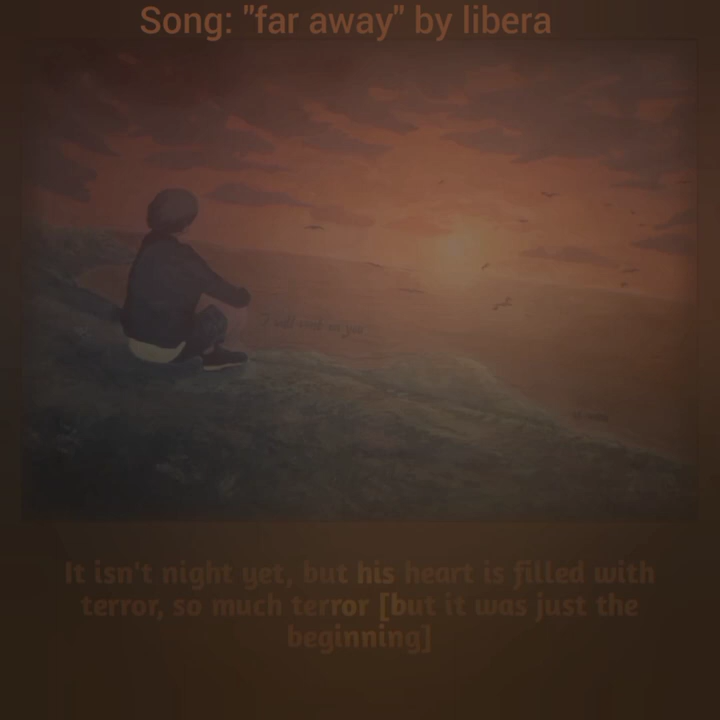 Song: "far away" by libera
It isn't night yet, but his heart is filled with
terror, so much terror [but it was just the
beginning]